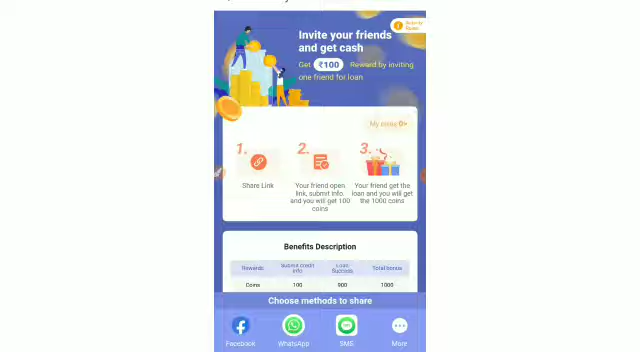 Activity
Rules
Invite your friends
and get cash
Get ₹100 Reward by inviting
one friend for loan
My coins 0>
1.
2.
3.
Share Link
Your friend open
link, submit info.
and you will get 100
coins
Your friend get the
loan and you will get
the 1000 coins
Benefits Description
Rewards
Submit credit
info
Loan
Success
Total bonus
Coins
100
900
1000
Choose methods to share
Facebook
WhatsApp
SMS
More